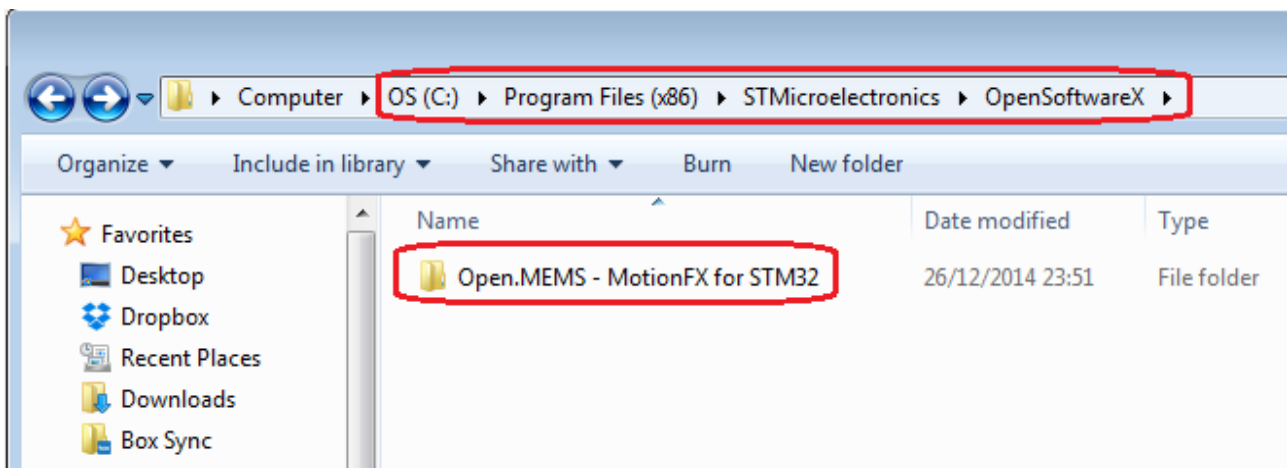 Computer OS (C:) Program Files (x86) STMicroelectronics OpenSoftwareX
Organize Include in library Share with Burn New folder
Favorites
Desktop
Dropbox
Recent Places
Downloads
Box Sync
Name Date modified Type
Open.MEMS - MotionFX for STM32 26/12/2014 23:51 File folder